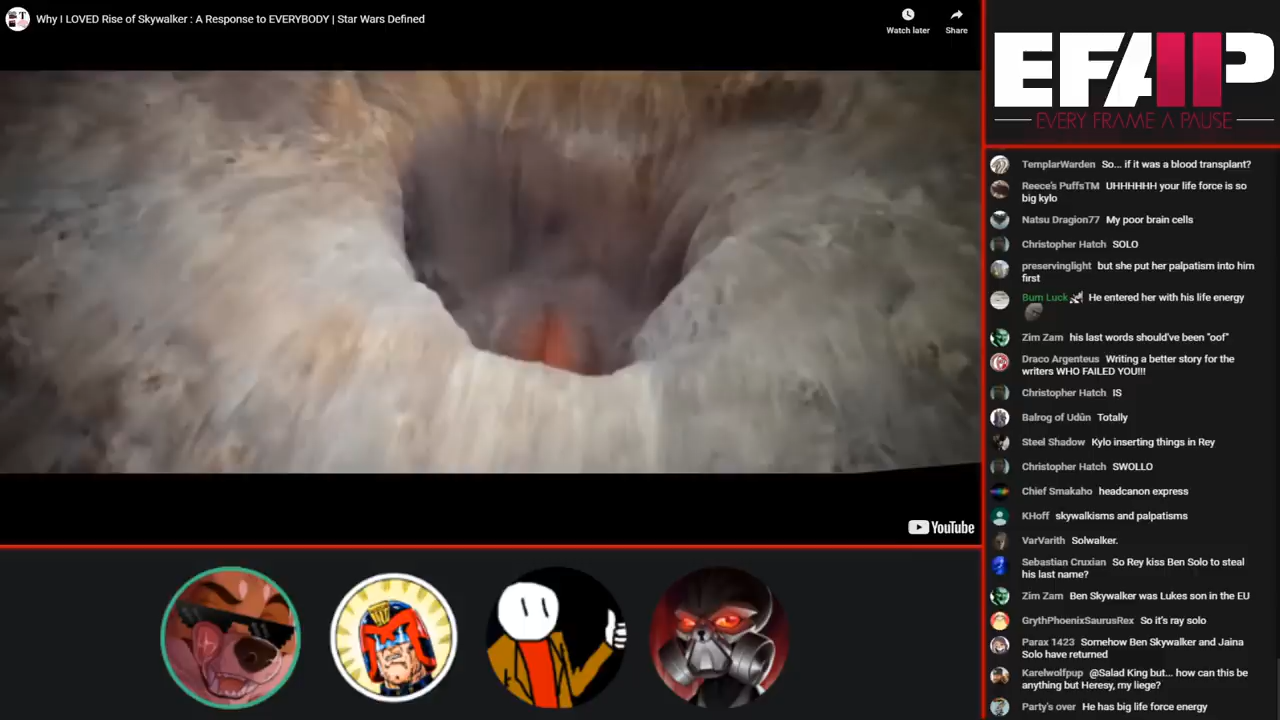 Why I LOVED Rise of Skywalker : A Response to EVERYBODY | Star Wars Defined
Watch later
Share
YouTube
EFAP
EVERY FRAME A PAUSE
TemplarWarden So... if it was a blood transplant?
Reece's PuffsTM UHHHHHH your life force is so
big kylo
Natsu Dragion77 My poor brain cells
Christopher Hatch SOLO
preservinglight but she put her palpatism into him
first
Bum Luck He entered her with his life energy
Zim Zam his last words should've been "oof"
Draco Argenteus Writing a better story for the
writers WHO FAILED YOU!!!
Christopher Hatch IS
Balrog of Udûn Totally
Steel Shadow Kylo inserting things in Rey
Christopher Hatch SWOLLO
Chief Smakaho headcanon express
KHoff skywalkisms and palpatisms
VarVarith Solwalker.
Sebastian Cruxian So Rey kiss Ben Solo to steal
his last name?
Zim Zam Ben Skywalker was Lukes son in the EU
GrythPhoenixSaurusRex So it's ray solo
Parax 1423 Somehow Ben Skywalker and Jaina
Solo have returned
Karelwolfpup @Salad King but... how can this be
anything but Heresy, my liege?
Party's over He has big life force energy